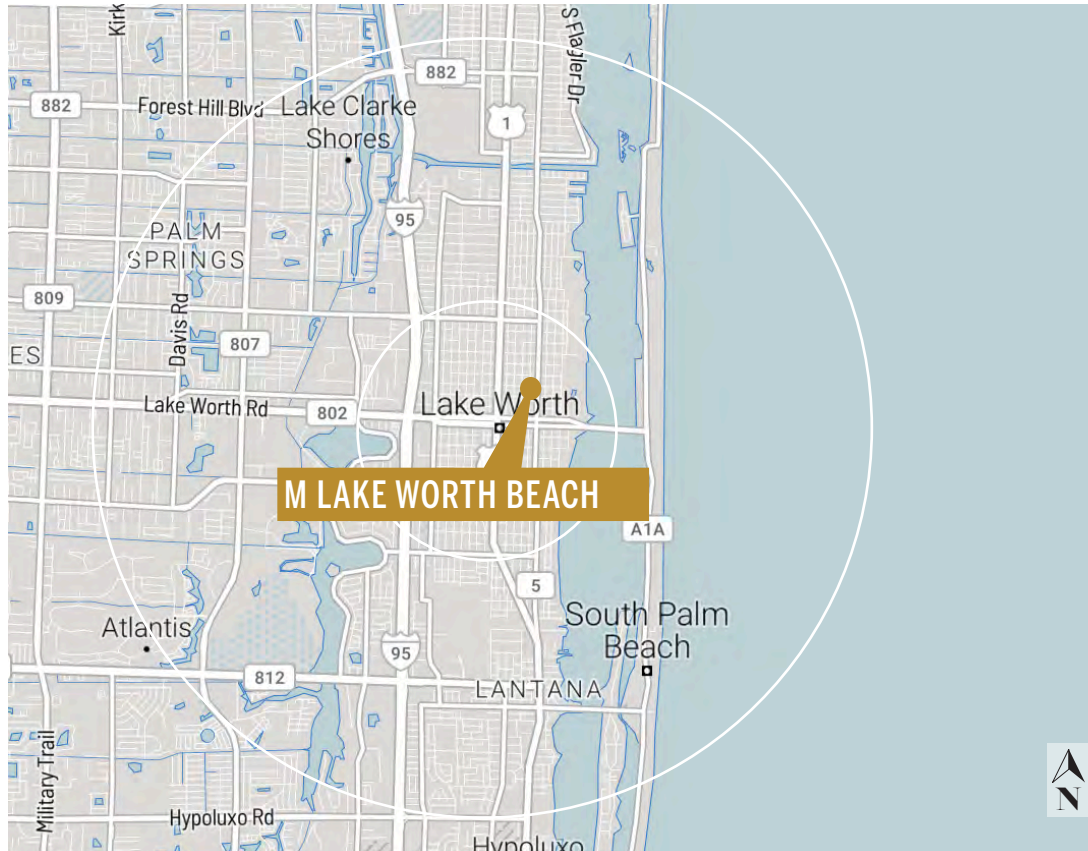 Kirk
S Flagler Dr
882
882
Forest Hill Blvd
Lake Clarke
Shores
1
95
PALM
SPRINGS
809
Davis Rd
807
ES
Lake Worth Rd
802
Lake Worth
M LAKE WORTH BEACH
A1A
5
South Palm
Beach
Atlantis
95
812
LANTANA
Military Trail
Hypoluxo Rd
Hypoluxo
N